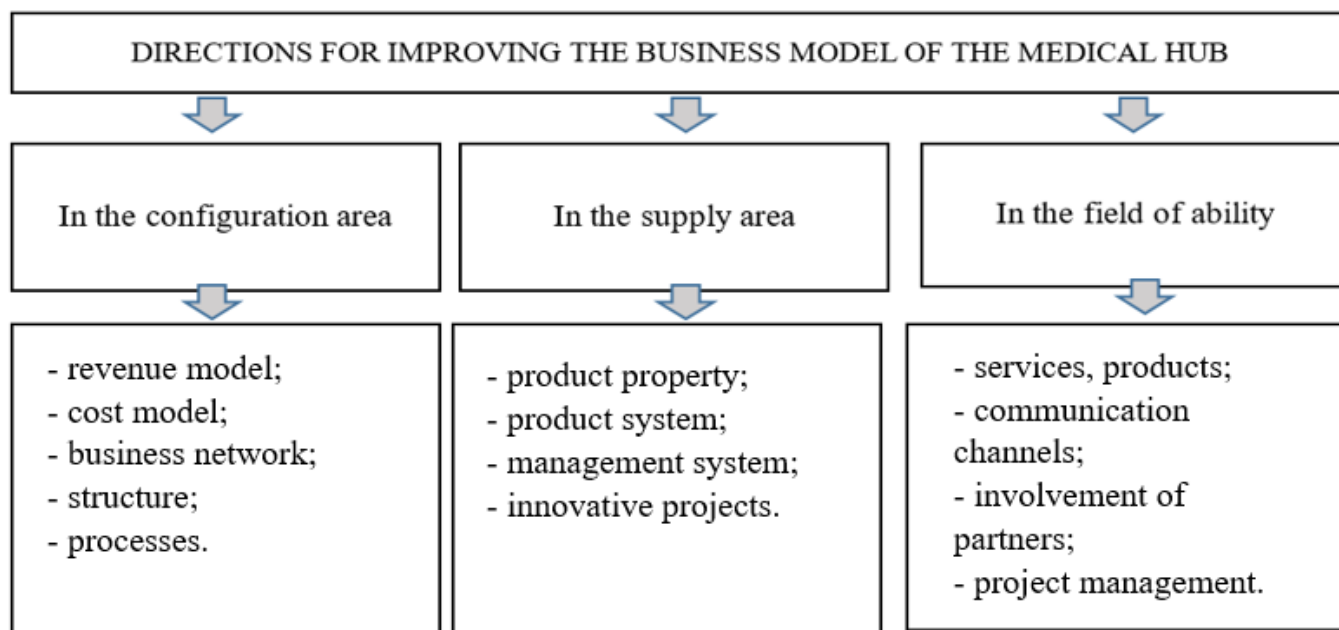 DIRECTIONS FOR IMPROVING THE BUSINESS MODEL OF THE MEDICAL HUB
In the configuration area
In the supply area
In the field of ability
- revenue model;
- cost model;
- business network;
- structure;
- processes.
- product property;
- product system;
- management system;
- innovative projects.
- services, products;
- communication
channels;
- involvement of
partners;
- project management.